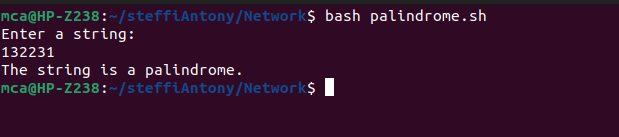 mca@HP-Z238:~/steffiAntony/Network$ bash palindrome.sh
Enter a string:
132231
The string is a palindrome.
mca@HP-Z238:~/steffiAntony/Network$